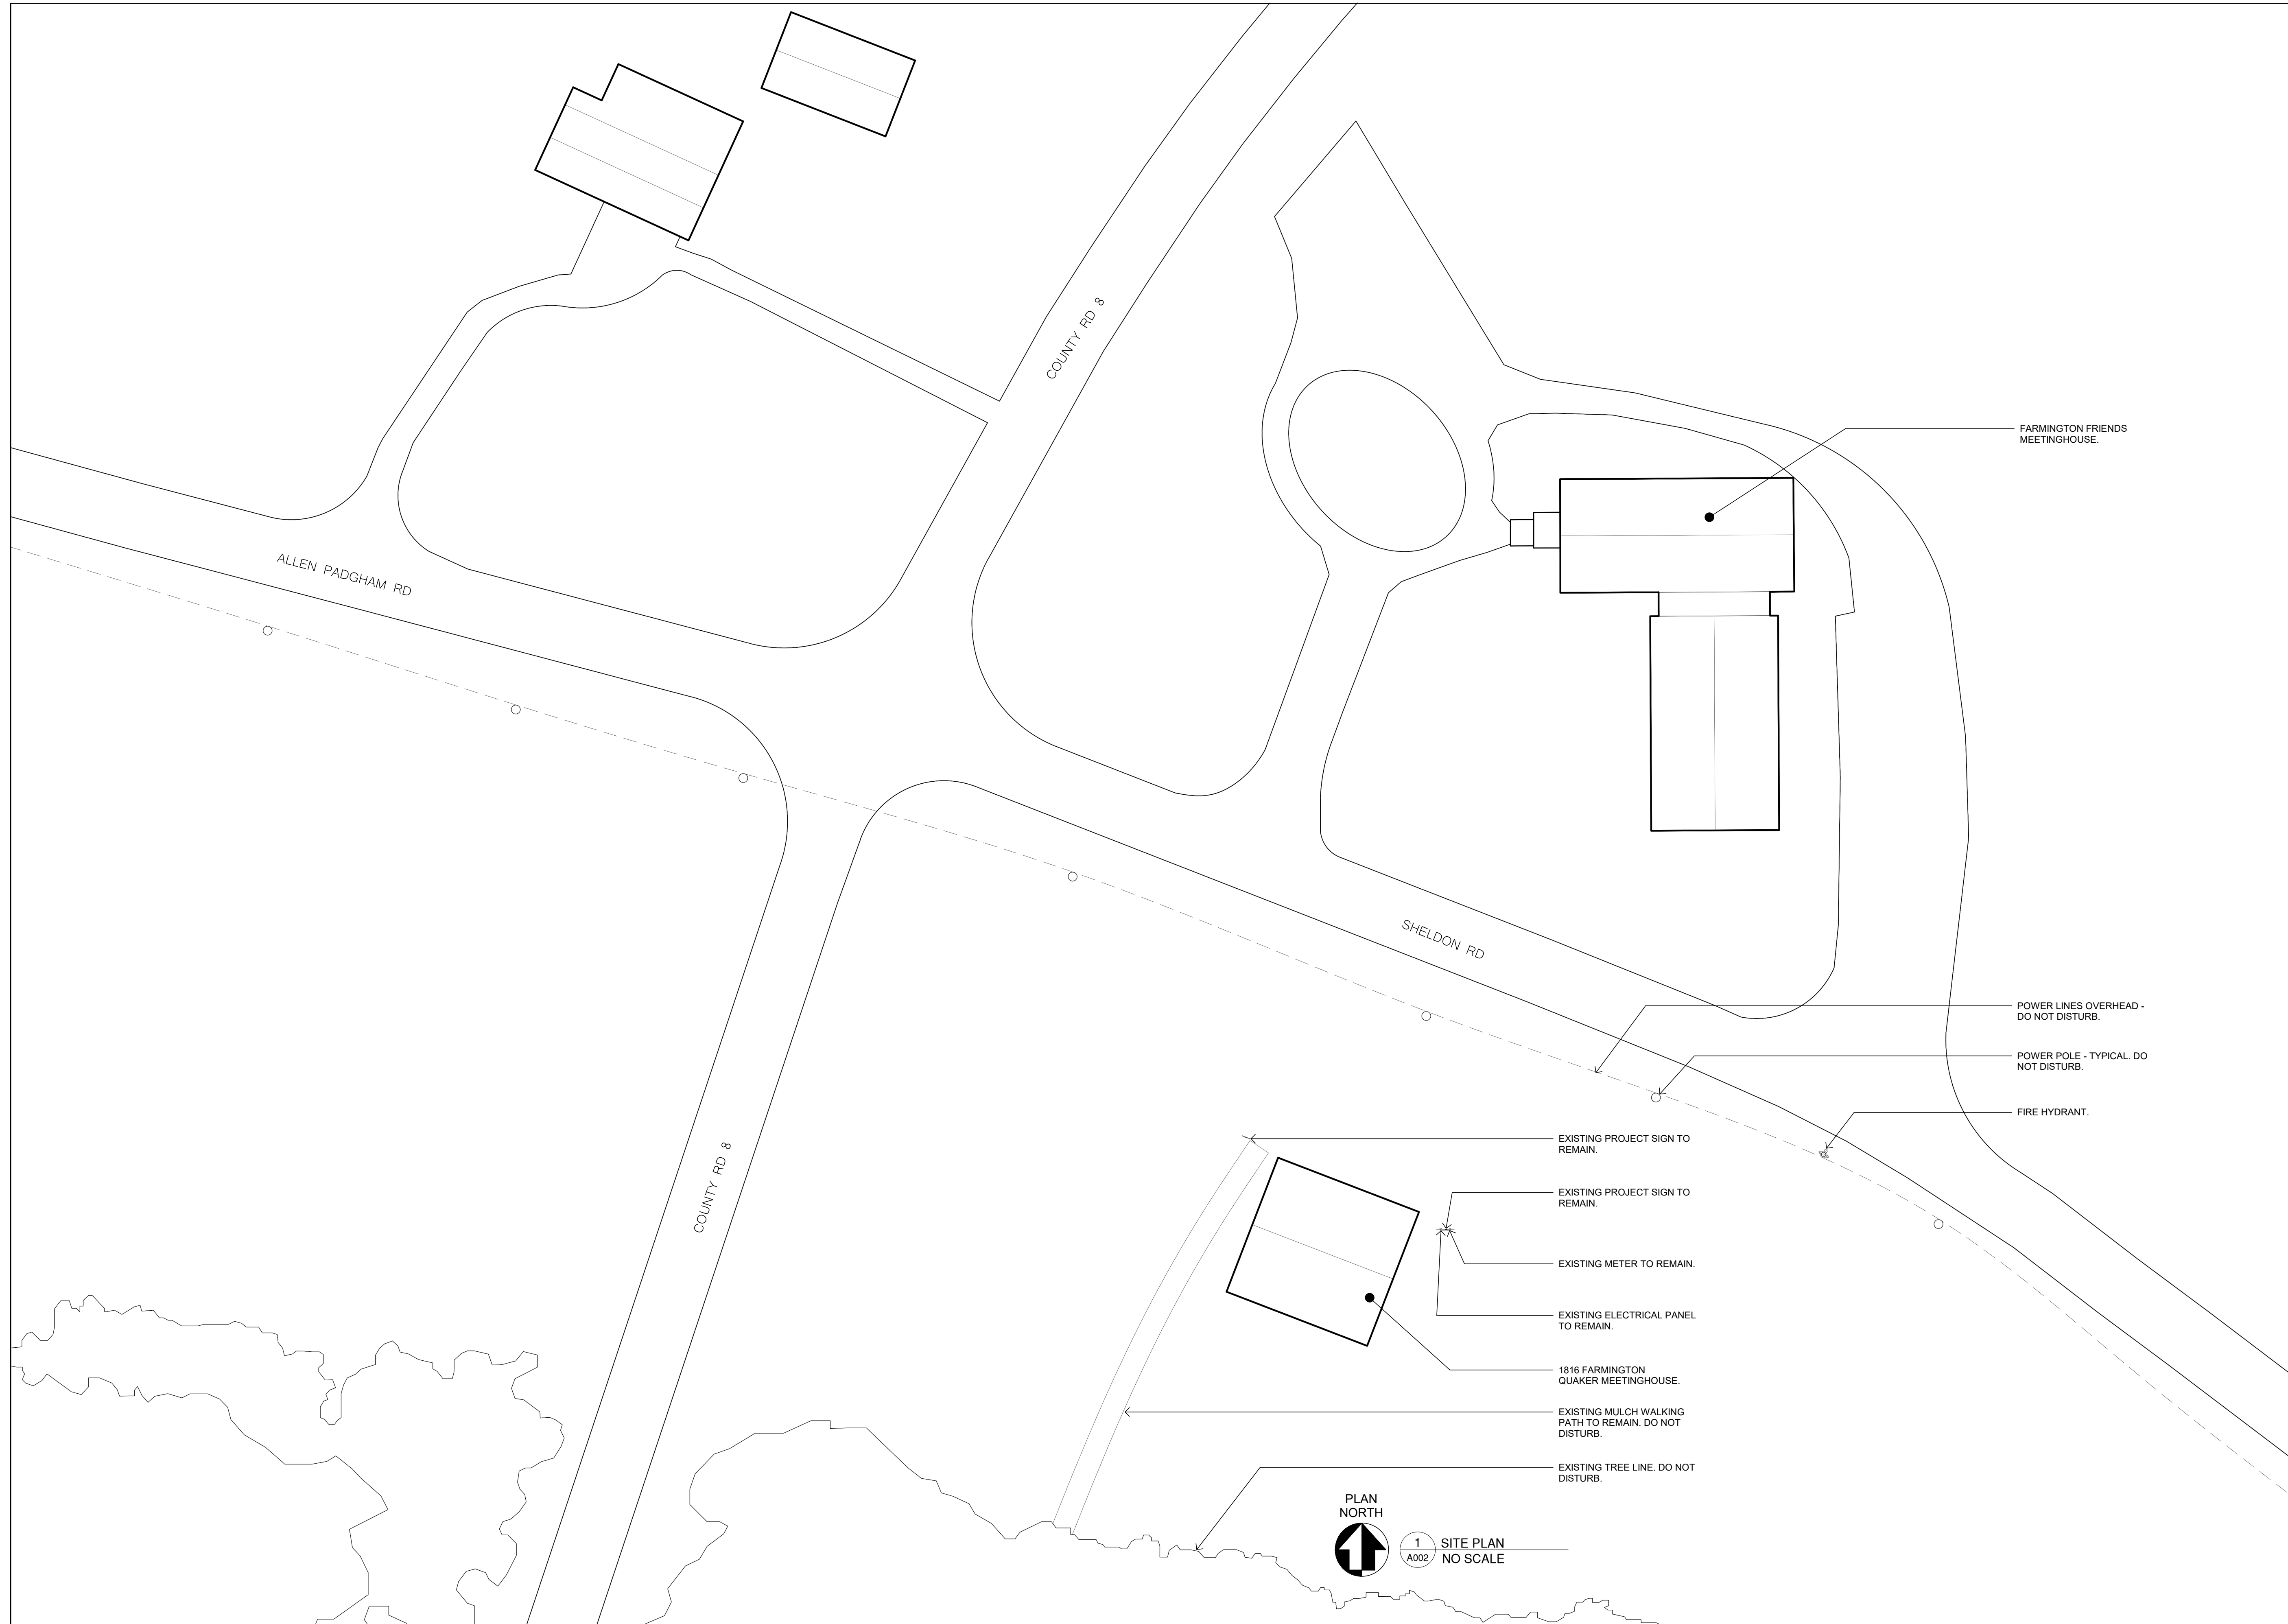 COUNTY RD 8
FARMINGTON FRIENDS
MEETINGHOUSE.
ALLEN PADGHAM RD
SHELDON RD
POWER LINES OVERHEAD -
DO NOT DISTURB.
POWER POLE - TYPICAL. DO
NOT DISTURB.
FIRE HYDRANT.
COUNTY RD 8
EXISTING PROJECT SIGN TO
REMAIN.
EXISTING PROJECT SIGN TO
REMAIN.
EXISTING METER TO REMAIN.
EXISTING ELECTRICAL PANEL
TO REMAIN.
1816 FARMINGTON
QUAKER MEETINGHOUSE.
EXISTING MULCH WALKING
PATH TO REMAIN. DO NOT
DISTURB.
EXISTING TREE LINE. DO NOT
DISTURB.
PLAN
NORTH
1 SITE PLAN
A002 NO SCALE